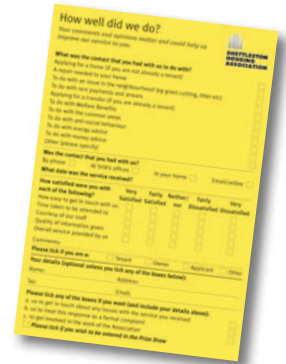 How well did we do?
Your comments and opinions matter and could help us
improve our service to you.
SHETTLESTON
HOUSING
ASSOCIATION
What was the contact that you had with us to do with?
Applying for a home (if you are not already a tenant)
A repair needed to your home
To do with an issue in the neighbourhood (eg grass cutting, litter etc)
To do with rent payments and arrears
Applying for a transfer (if you are already a tenant)
To do with Welfare Benefits
To do with the common areas
To do with anti social behaviour
To do with energy advice
To do with money advice
Other (please specify)
Was the contact that you had with us?
By phone At SHA's offices In your home Email/online
What date was the service received?
How satisfied were you with each of the following?
Very Satisfied
Fairly Satisfied
Neither/nor
Fairly Dissatisfied
Very Dissatisfied
How easy to get in touch with us
Time taken to be attended to
Courtesy of our staff
Quality of information given
Overall service provided by us
Comments:
Please tick if you are a: Tenant Owner Applicant Other
Your details (optional unless you tick any of the boxes below):
Name: Address:
Tel: Email:
Please tick any of the boxes if you want (and include your details above):
a. us to get in touch about any issues with the service you received
b. us to treat this response as a formal complaint
c. to get involved in the work of the Association
Please tick if you wish to be entered in the Prize Draw